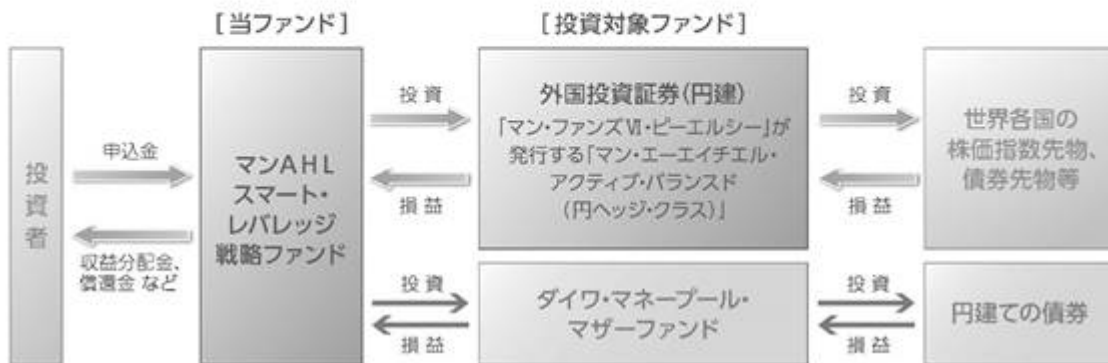 [当ファンド]
[投資対象ファンド]
投資者
申込金
収益分配金、
償還金 など
マンAHL
スマート・
レバレッジ
戦略ファンド
投 資
損 益
外国投資証券(円建)
「マン・ファンズⅥ・ピーエルシー」が
発行する「マン・エーエイチエル・
アクティブ・バランスド
(円ヘッジ・クラス)」
投 資
損 益
世界各国の
株価指数先物、
債券先物等
投 資
損 益
ダイワ・マネープール・
マザーファンド
投 資
損 益
円建ての債券